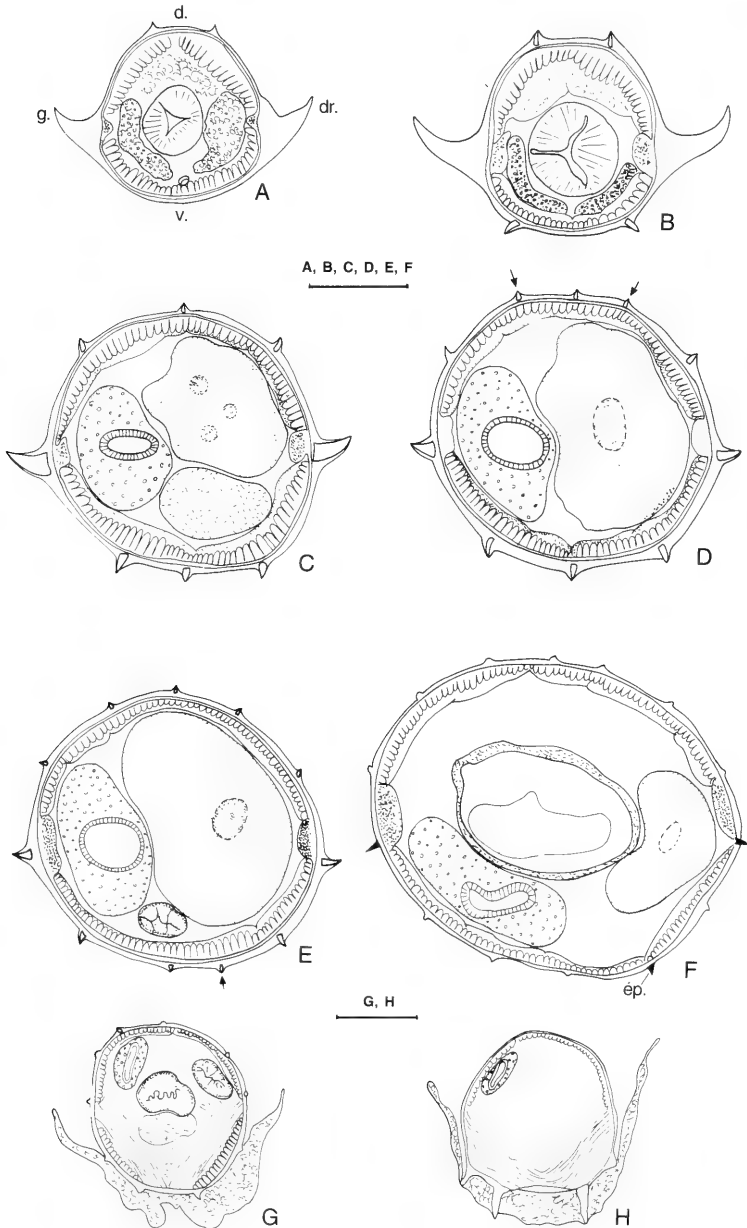 d.
g.
dr.
v.
A
B
A, B, C, D, E, F
C
D
E
F
ép.
G, H
G
H